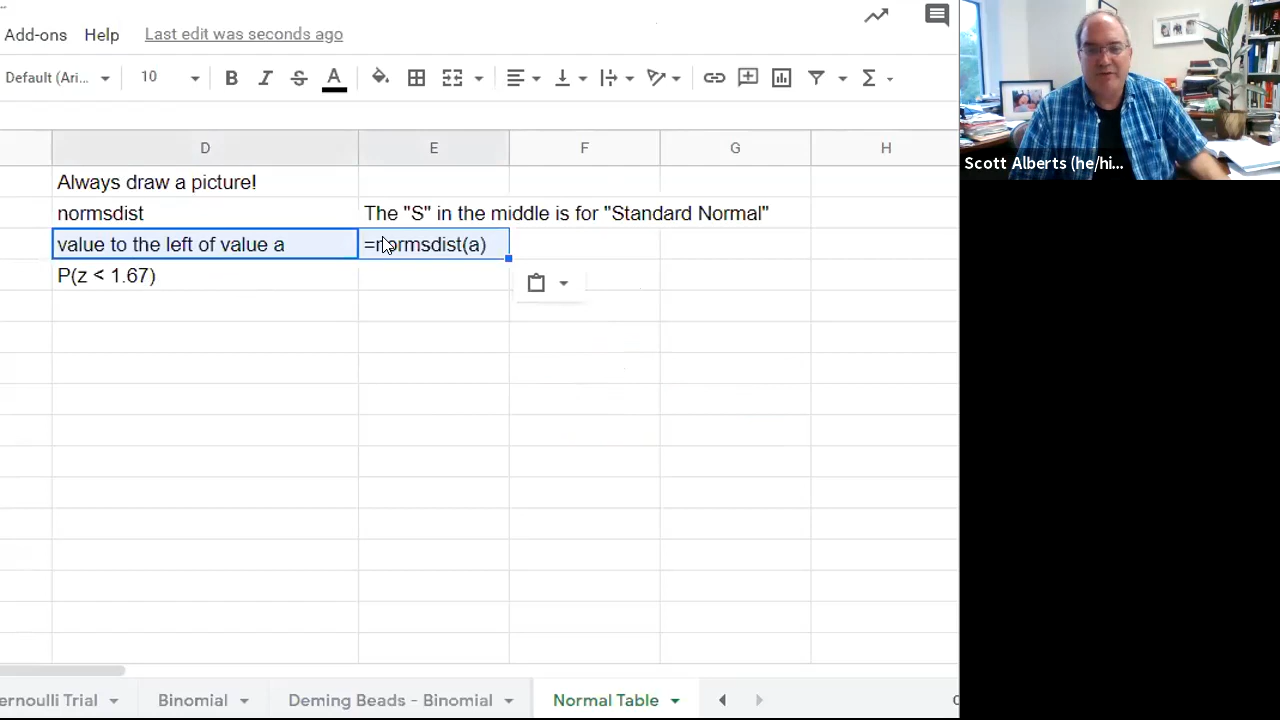 Add-ons Help Last edit was seconds ago
Default (Ari... 10 B I S A Σ
D E F G H
Always draw a picture!
normsdist The "S" in the middle is for "Standard Normal"
value to the left of value a =normsdist(a)
P(z < 1.67)
ernoulli Trial Binomial Deming Beads - Binomial Normal Table
Scott Alberts (he/hi...